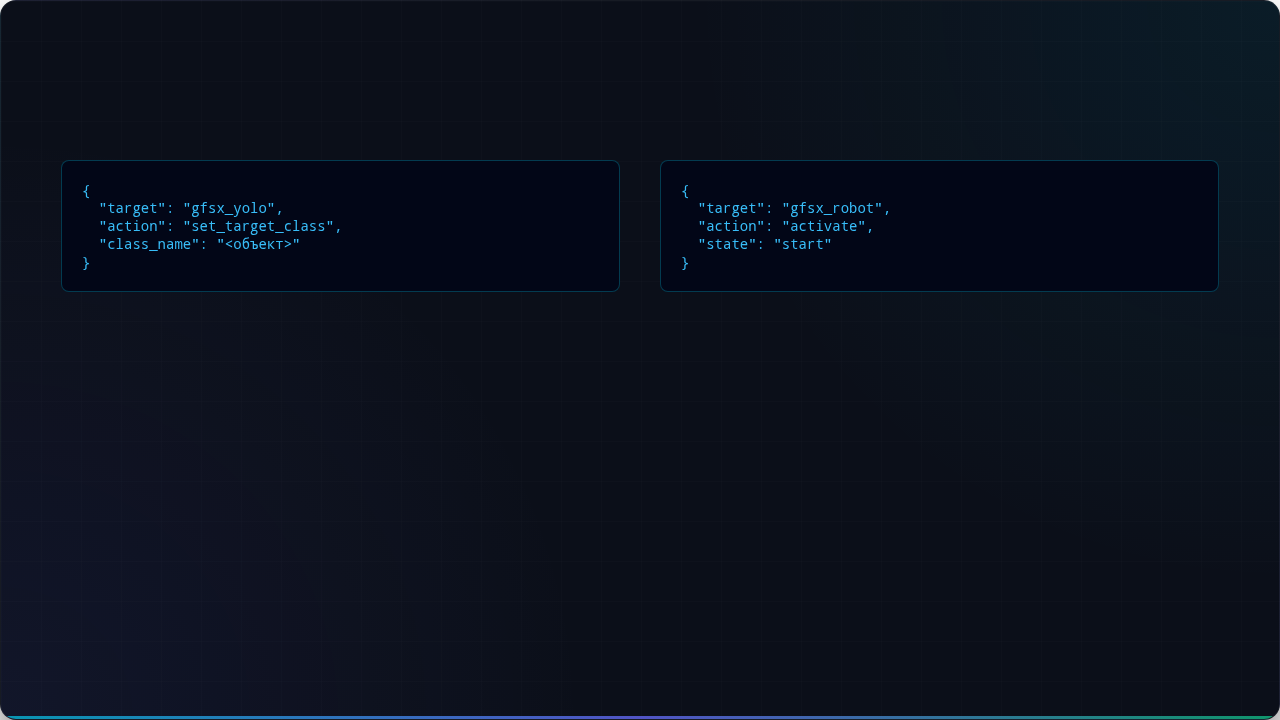 {
  "target": "gfsx_yolo",
  "action": "set_target_class",
  "class_name": "<объект>"
}
{
  "target": "gfsx_robot",
  "action": "activate",
  "state": "start"
}